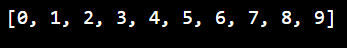 [0, 1, 2, 3, 4, 5, 6, 7, 8, 9]